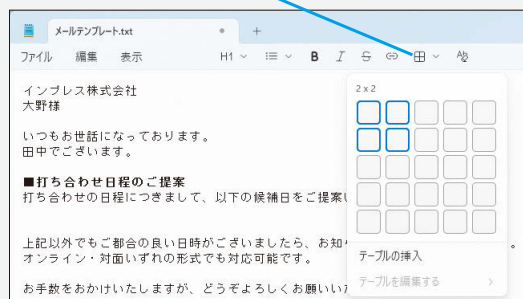 メールテンプレート.txt
ファイル 編集 表示 H1 B I S Ab
2 x 2
インプレス株式会社
大野様
いつもお世話になっております。
田中でございます。
■打ち合わせ日程のご提案
打ち合わせの日程につきまして、以下の候補日をご提案い
上記以外でもご都合の良い日時がございましたら、お知
オンライン・対面いずれの形式でも対応可能です。
お手数をおかけいたしますが、どうぞよろしくお願いいた
テーブルの挿入
テーブルを編集する